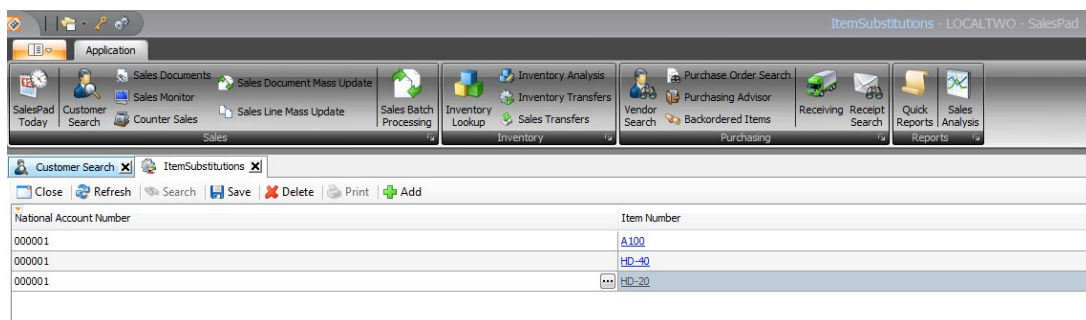 ItemSubstitutions - LOCALTWO - SalesPad
Application
SalesPad Today
Customer Search
Sales Documents
Sales Monitor
Counter Sales
Sales Document Mass Update
Sales Line Mass Update
Sales Batch Processing
Sales
Inventory Lookup
Inventory Analysis
Inventory Transfers
Sales Transfers
Inventory
Vendor Search
Purchase Order Search
Purchasing Advisor
Backordered Items
Receiving
Receipt Search
Purchasing
Quick Reports
Sales Analysis
Reports
Customer Search
ItemSubstitutions
Close Refresh Search Save Delete Print Add
National Account Number Item Number
000001 A100
000001 HD-40
000001 ... HD-20